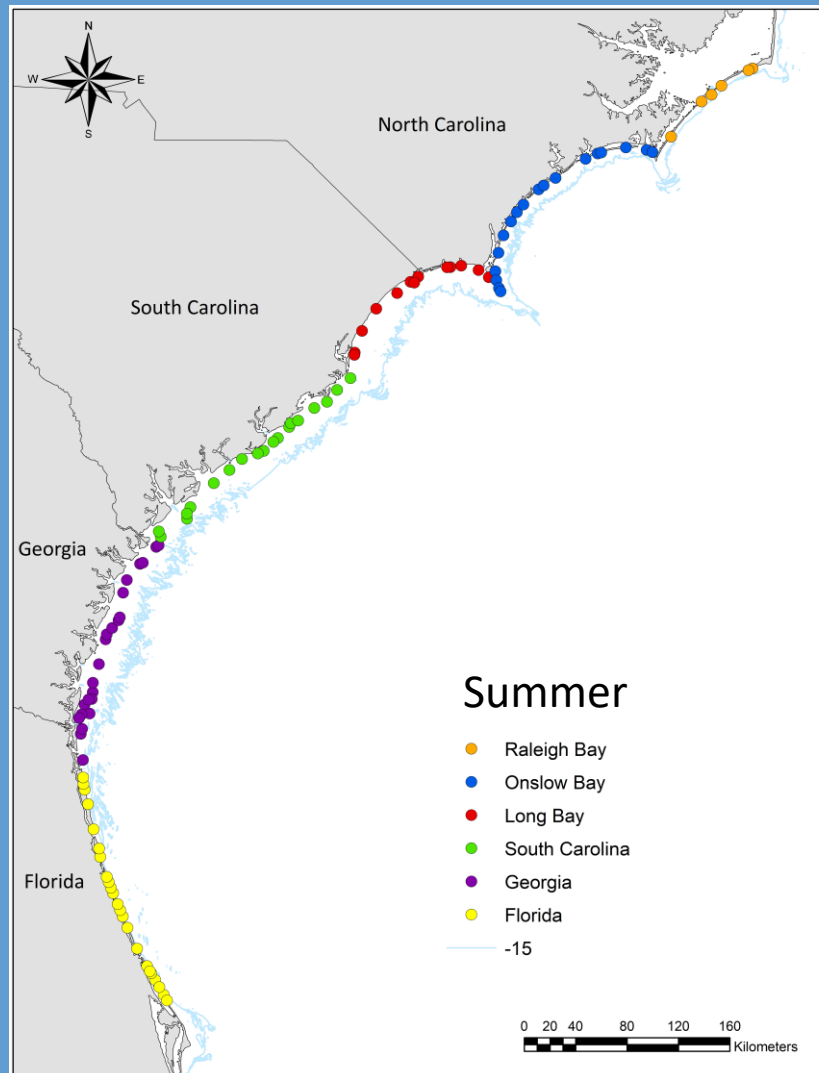 N
W E
S
North Carolina
South Carolina
Georgia
Florida
Summer
Raleigh Bay
Onslow Bay
Long Bay
South Carolina
Georgia
Florida
-15
0 20 40 80 120 160
Kilometers